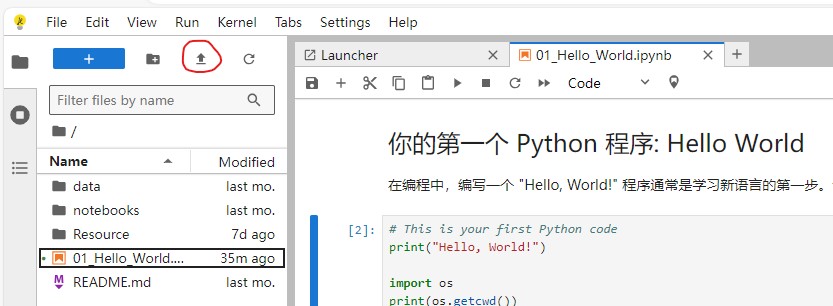 File Edit View Run Kernel Tabs Settings Help
Launcher
01_Hello_World.ipynb
Code
Filter files by name
/
Name Modified
data last mo.
notebooks last mo.
Resource 7d ago
01_Hello_World.... 35m ago
README.md last mo.
你的第一个 Python 程序: Hello World
在编程中，编写一个 "Hello, World!" 程序通常是学习新语言的第一步。
[2]:
# This is your first Python code
print("Hello, World!")
import os
print(os.getcwd())